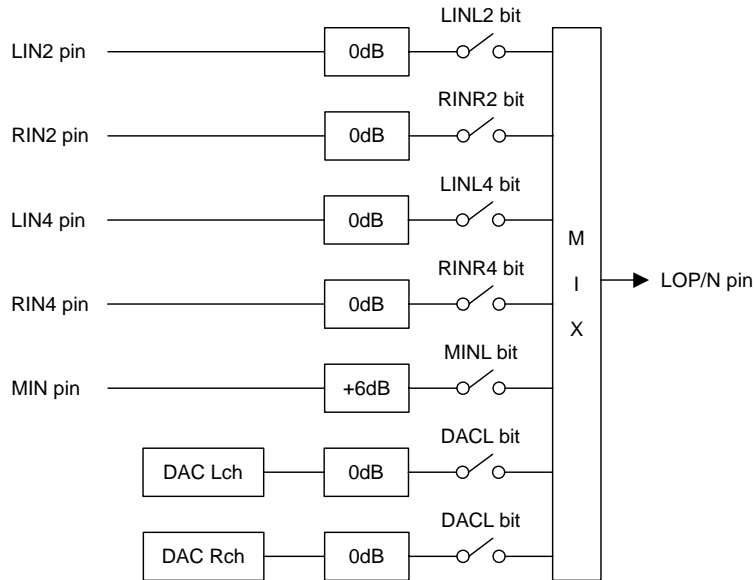 LINL2 bit
LIN2 pin
0dB
RINR2 bit
RIN2 pin
0dB
LINL4 bit
LIN4 pin
0dB
M
I
X
LOP/N pin
RINR4 bit
RIN4 pin
0dB
MINL bit
MIN pin
+6dB
DACL bit
DAC Lch
0dB
DACL bit
DAC Rch
0dB